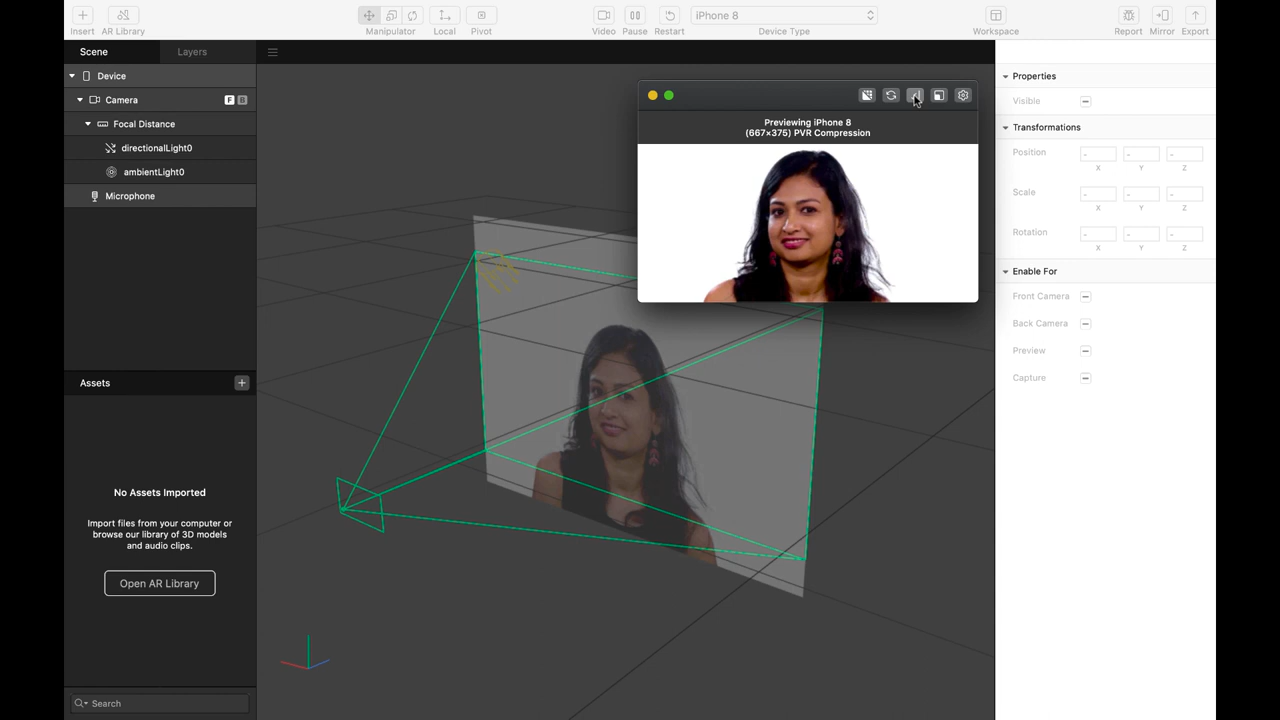 Insert AR Library Manipulator Local Pivot Video Pause Restart iPhone 8 Device Type Workspace Report Mirror Export
Scene Layers
Device
Camera F B
Focal Distance
directionalLight0
ambientLight0
Microphone
Assets
No Assets Imported
Import files from your computer or
browse our library of 3D models
and audio clips.
Open AR Library
Search
Previewing iPhone 8
(667×375) PVR Compression
Properties
Visible
Transformations
Position - - -
X Y Z
Scale - - -
X Y Z
Rotation - - -
X Y Z
Enable For
Front Camera
Back Camera
Preview
Capture